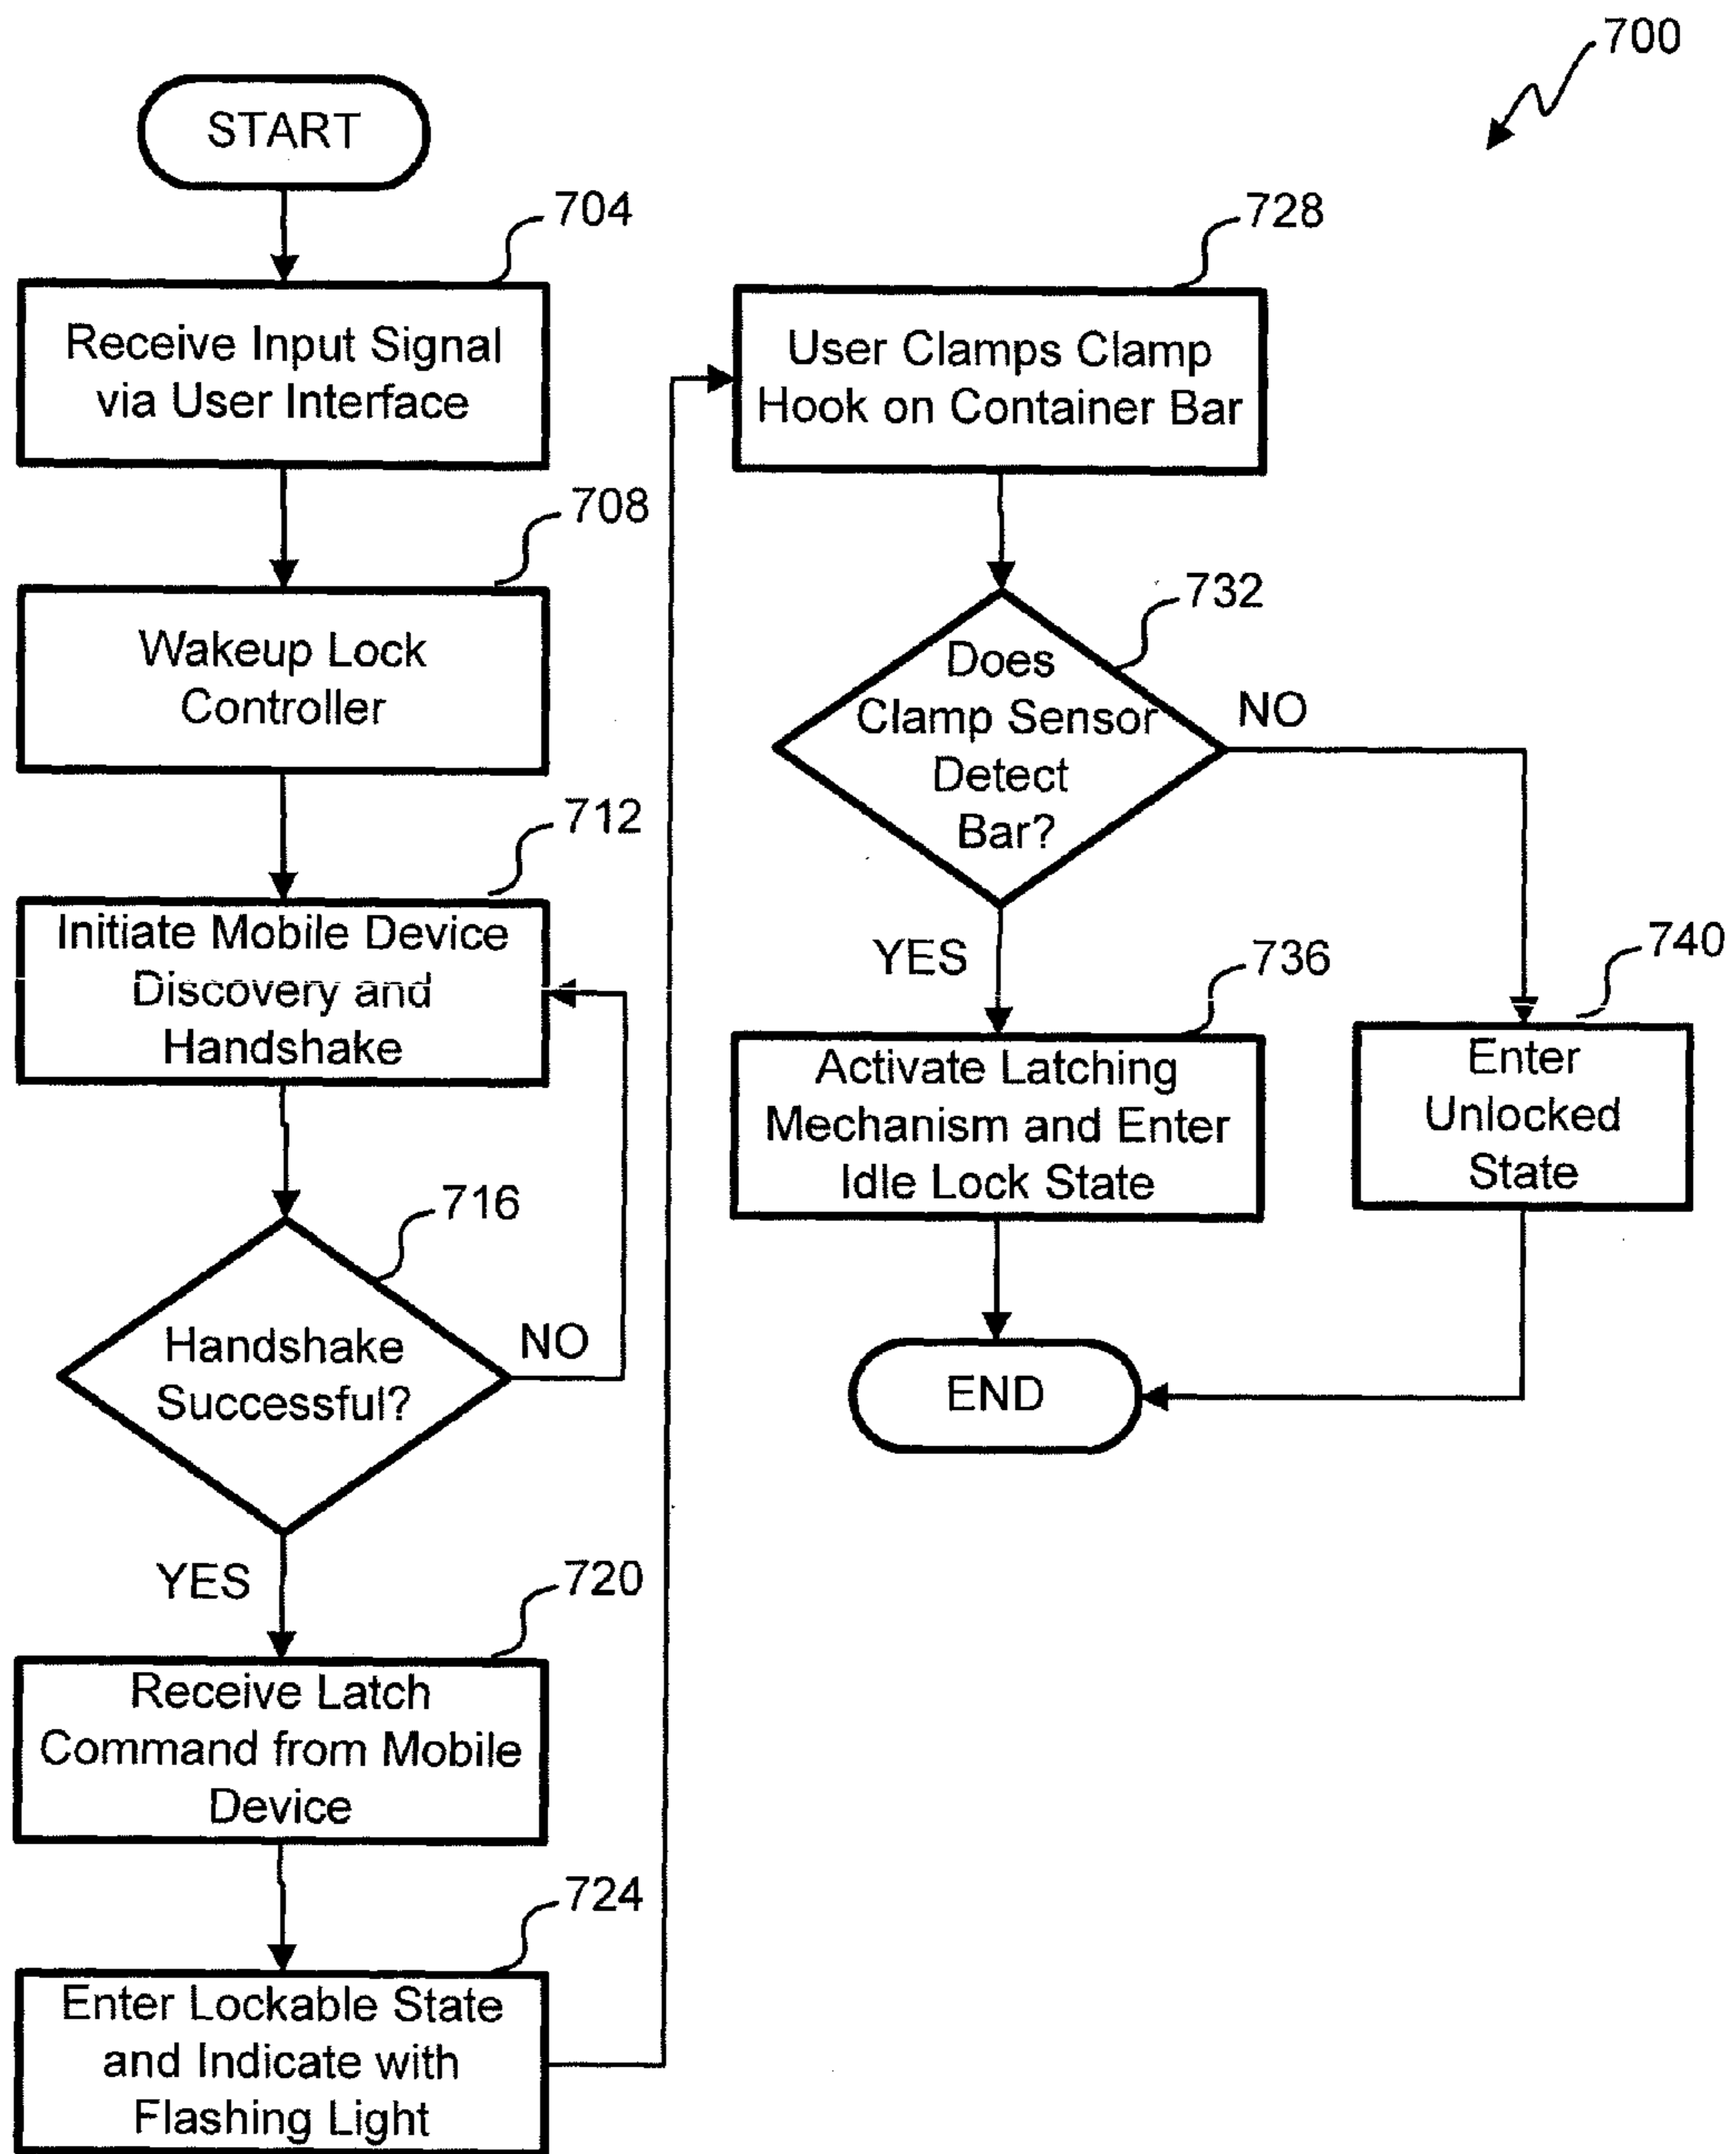 700
START
704
Receive Input Signal
via User Interface
708
Wakeup Lock
Controller
712
Initiate Mobile Device
Discovery and
Handshake
716
Handshake
Successful?
NO
YES
720
Receive Latch
Command from Mobile
Device
724
Enter Lockable State
and Indicate with
Flashing Light
728
User Clamps Clamp
Hook on Container Bar
732
Does
Clamp Sensor
Detect
Bar?
NO
YES
736
Activate Latching
Mechanism and Enter
Idle Lock State
740
Enter
Unlocked
State
END